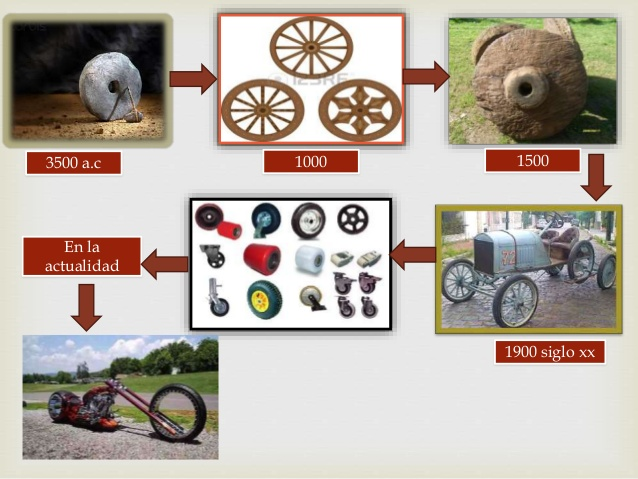 3500 a.c
1000
1500
En la
actualidad
1900 siglo xx